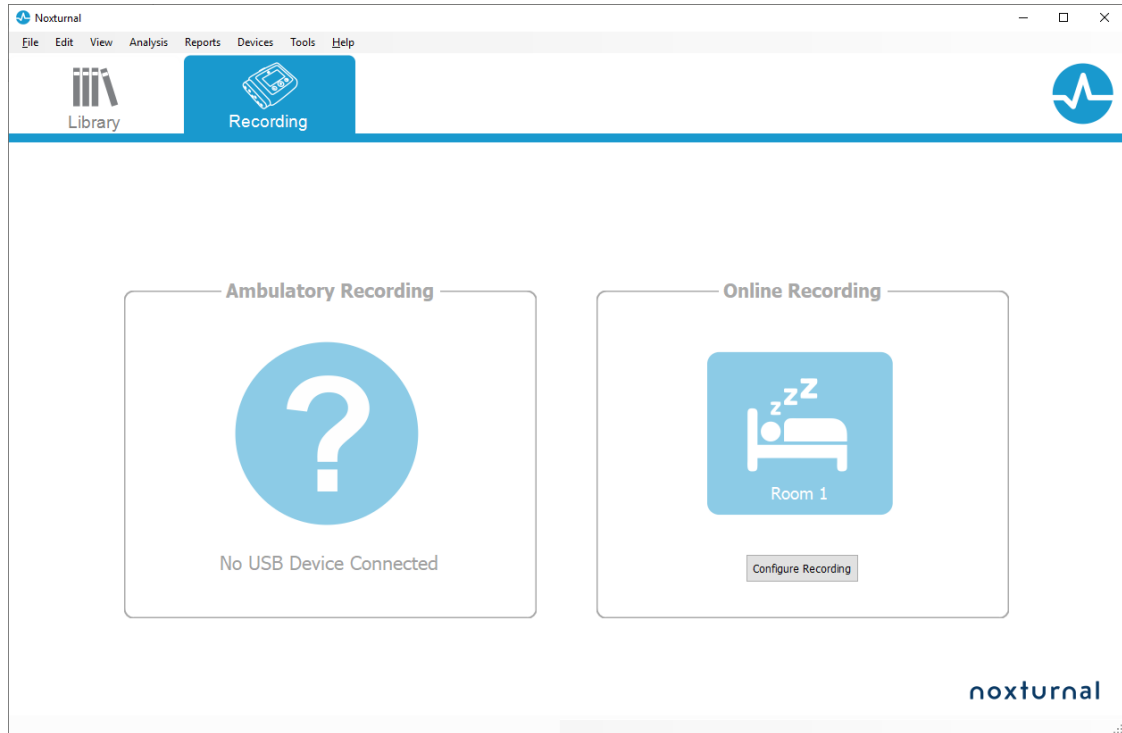 Noxturnal
File Edit View Analysis Reports Devices Tools Help
Library
Recording
Ambulatory Recording
?
No USB Device Connected
Online Recording
zzZ
Room 1
Configure Recording
noxturnal